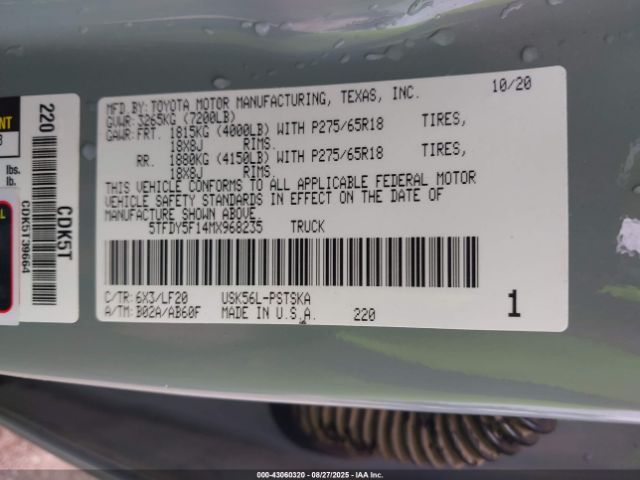 MFD.BY:TOYOTA MOTOR MANUFACTURING, TEXAS, INC. 10/20
GVWR:3265KG (7200LB)
GAWR:FRT. 1815KG (4000LB) WITH P275/65R18 TIRES,
18X8J RIMS.
RR. 1880KG (4150LB) WITH P275/65R18 TIRES,
18X8J RIMS.
THIS VEHICLE CONFORMS TO ALL APPLICABLE FEDERAL MOTOR
VEHICLE SAFETY STANDARDS IN EFFECT ON THE DATE OF
MANUFACTURE SHOWN ABOVE.
5TFDY5F14MX968235 TRUCK
C/TR:6X3/LF20 USK56L-PSTSKA
A/TM:B02A/AB60F MADE IN U.S.A. 220
1
220
CDK5T
CDK5T39664
lbs.
lb.
000-43060320 - 08/27/2025 - IAA Inc.